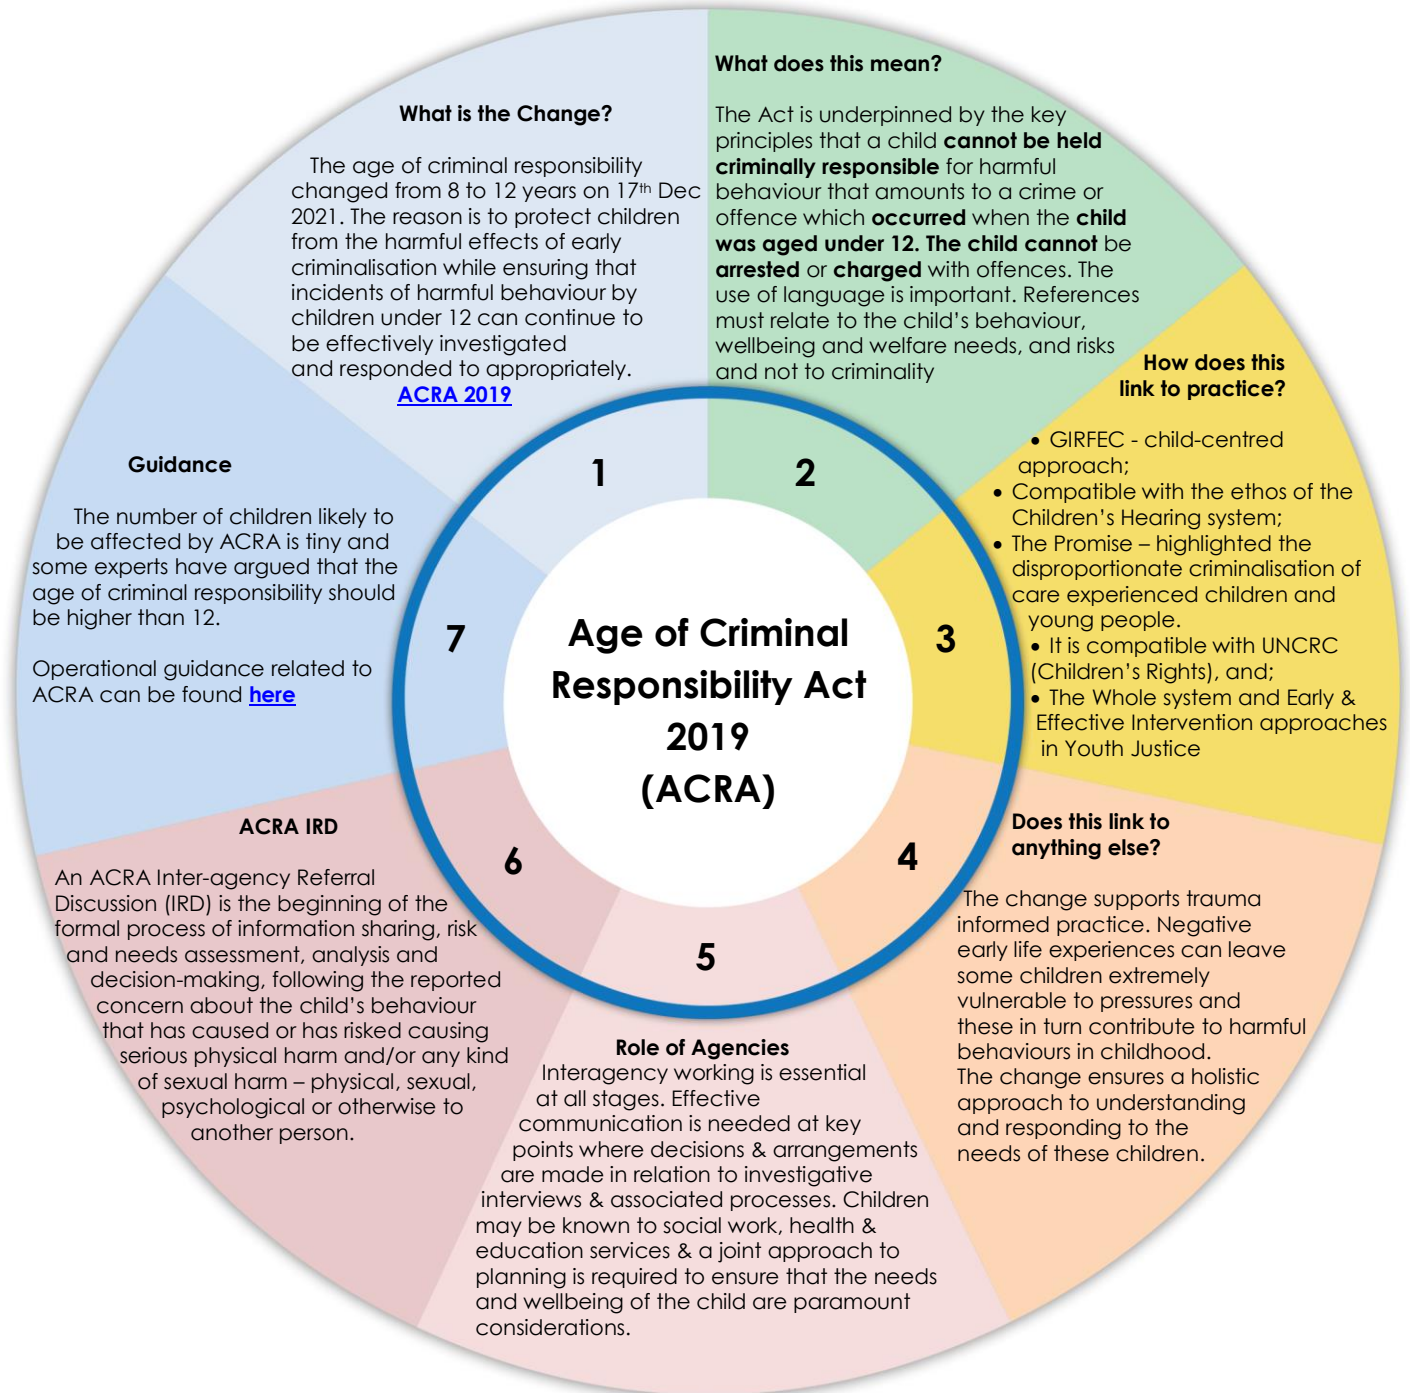 Age of Criminal
Responsibility Act
2019
(ACRA)
1
What is the Change?
The age of criminal responsibility
changed from 8 to 12 years on 17th Dec
2021. The reason is to protect children
from the harmful effects of early
criminalisation while ensuring that
incidents of harmful behaviour by
children under 12 can continue to
be effectively investigated
and responded to appropriately.
ACRA 2019
2
What does this mean?
The Act is underpinned by the key
principles that a child cannot be held
criminally responsible for harmful
behaviour that amounts to a crime or
offence which occurred when the child
was aged under 12. The child cannot be
arrested or charged with offences. The
use of language is important. References
must relate to the child's behaviour,
wellbeing and welfare needs, and risks
and not to criminality
3
How does this
link to practice?
• GIRFEC - child-centred
approach;
• Compatible with the ethos of the
Children's Hearing system;
• The Promise – highlighted the
disproportionate criminalisation of
care experienced children and
young people.
• It is compatible with UNCRC
(Children's Rights), and;
• The Whole system and Early &
Effective Intervention approaches
in Youth Justice
4
Does this link to
anything else?
The change supports trauma
informed practice. Negative
early life experiences can leave
some children extremely
vulnerable to pressures and
these in turn contribute to harmful
behaviours in childhood.
The change ensures a holistic
approach to understanding
and responding to the
needs of these children.
5
Role of Agencies
Interagency working is essential
at all stages. Effective
communication is needed at key
points where decisions & arrangements
are made in relation to investigative
interviews & associated processes. Children
may be known to social work, health &
education services & a joint approach to
planning is required to ensure that the needs
and wellbeing of the child are paramount
considerations.
6
ACRA IRD
An ACRA Inter-agency Referral
Discussion (IRD) is the beginning of the
formal process of information sharing, risk
and needs assessment, analysis and
decision-making, following the reported
concern about the child's behaviour
that has caused or has risked causing
serious physical harm and/or any kind
of sexual harm – physical, sexual,
psychological or otherwise to
another person.
7
Guidance
The number of children likely to
be affected by ACRA is tiny and
some experts have argued that the
age of criminal responsibility should
be higher than 12.
Operational guidance related to
ACRA can be found here